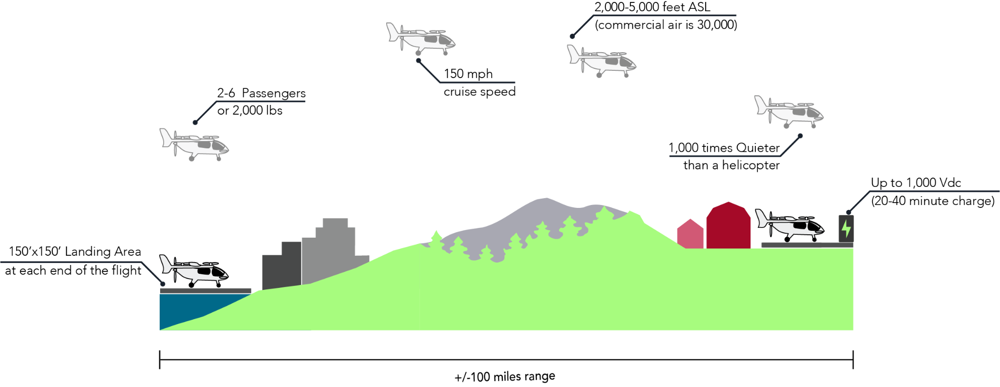 2,000-5,000 feet ASL
(commercial air is 30,000)
150 mph
cruise speed
2-6 Passengers
or 2,000 lbs
1,000 times Quieter
than a helicopter
Up to 1,000 Vdc
(20-40 minute charge)
150’x150’ Landing Area
at each end of the flight
+/-100 miles range